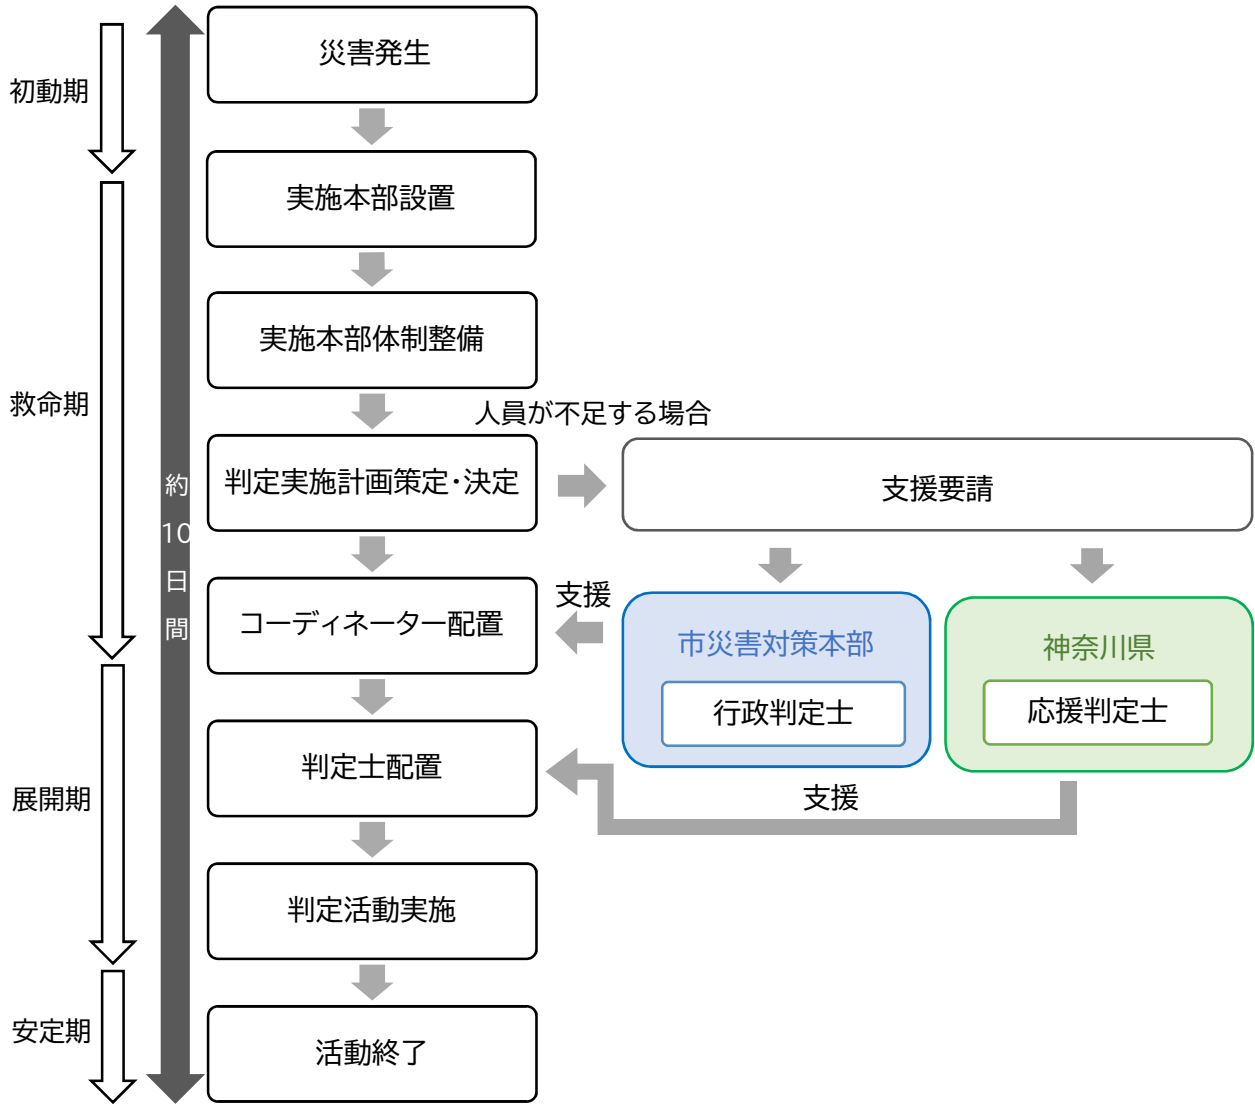 災害発生
初動期
実施本部設置
実施本部体制整備
救命期
人員が不足する場合
判定実施計画策定・決定
支援要請
約
10
日
間
支援
コーディネーター配置
市災害対策本部
行政判定士
神奈川県
応援判定士
判定士配置
展開期
支援
判定活動実施
安定期
活動終了